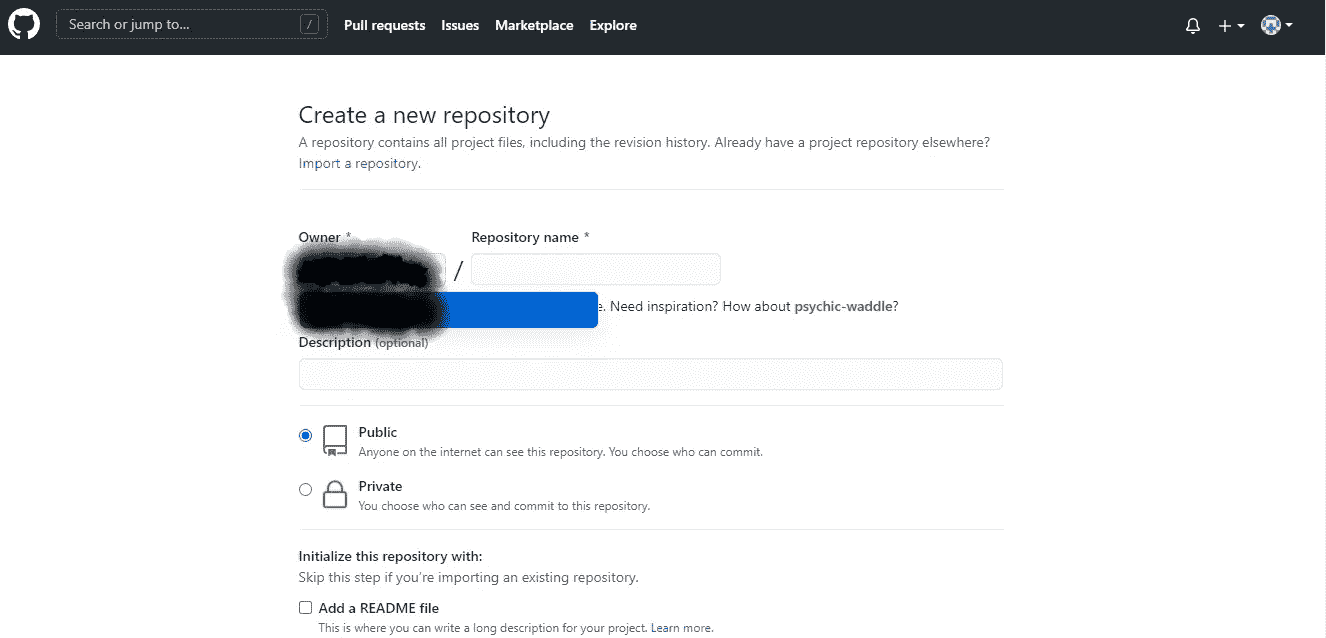 Search or jump to... /
Pull requests Issues Marketplace Explore
Create a new repository
A repository contains all project files, including the revision history. Already have a project repository elsewhere?
Import a repository.
Owner * Repository name *
/
. Need inspiration? How about psychic-waddle?
Description (optional)
Public
Anyone on the internet can see this repository. You choose who can commit.
Private
You choose who can see and commit to this repository.
Initialize this repository with:
Skip this step if you're importing an existing repository.
Add a README file
This is where you can write a long description for your project. Learn more.